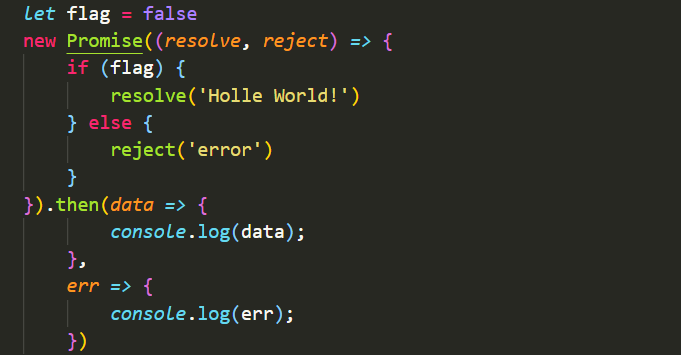 let flag = false
new Promise((resolve, reject) => {
    if (flag) {
        resolve('Holle World!')
    } else {
        reject('error')
    }
}).then(data => {
        console.log(data);
    },
    err => {
        console.log(err);
    })